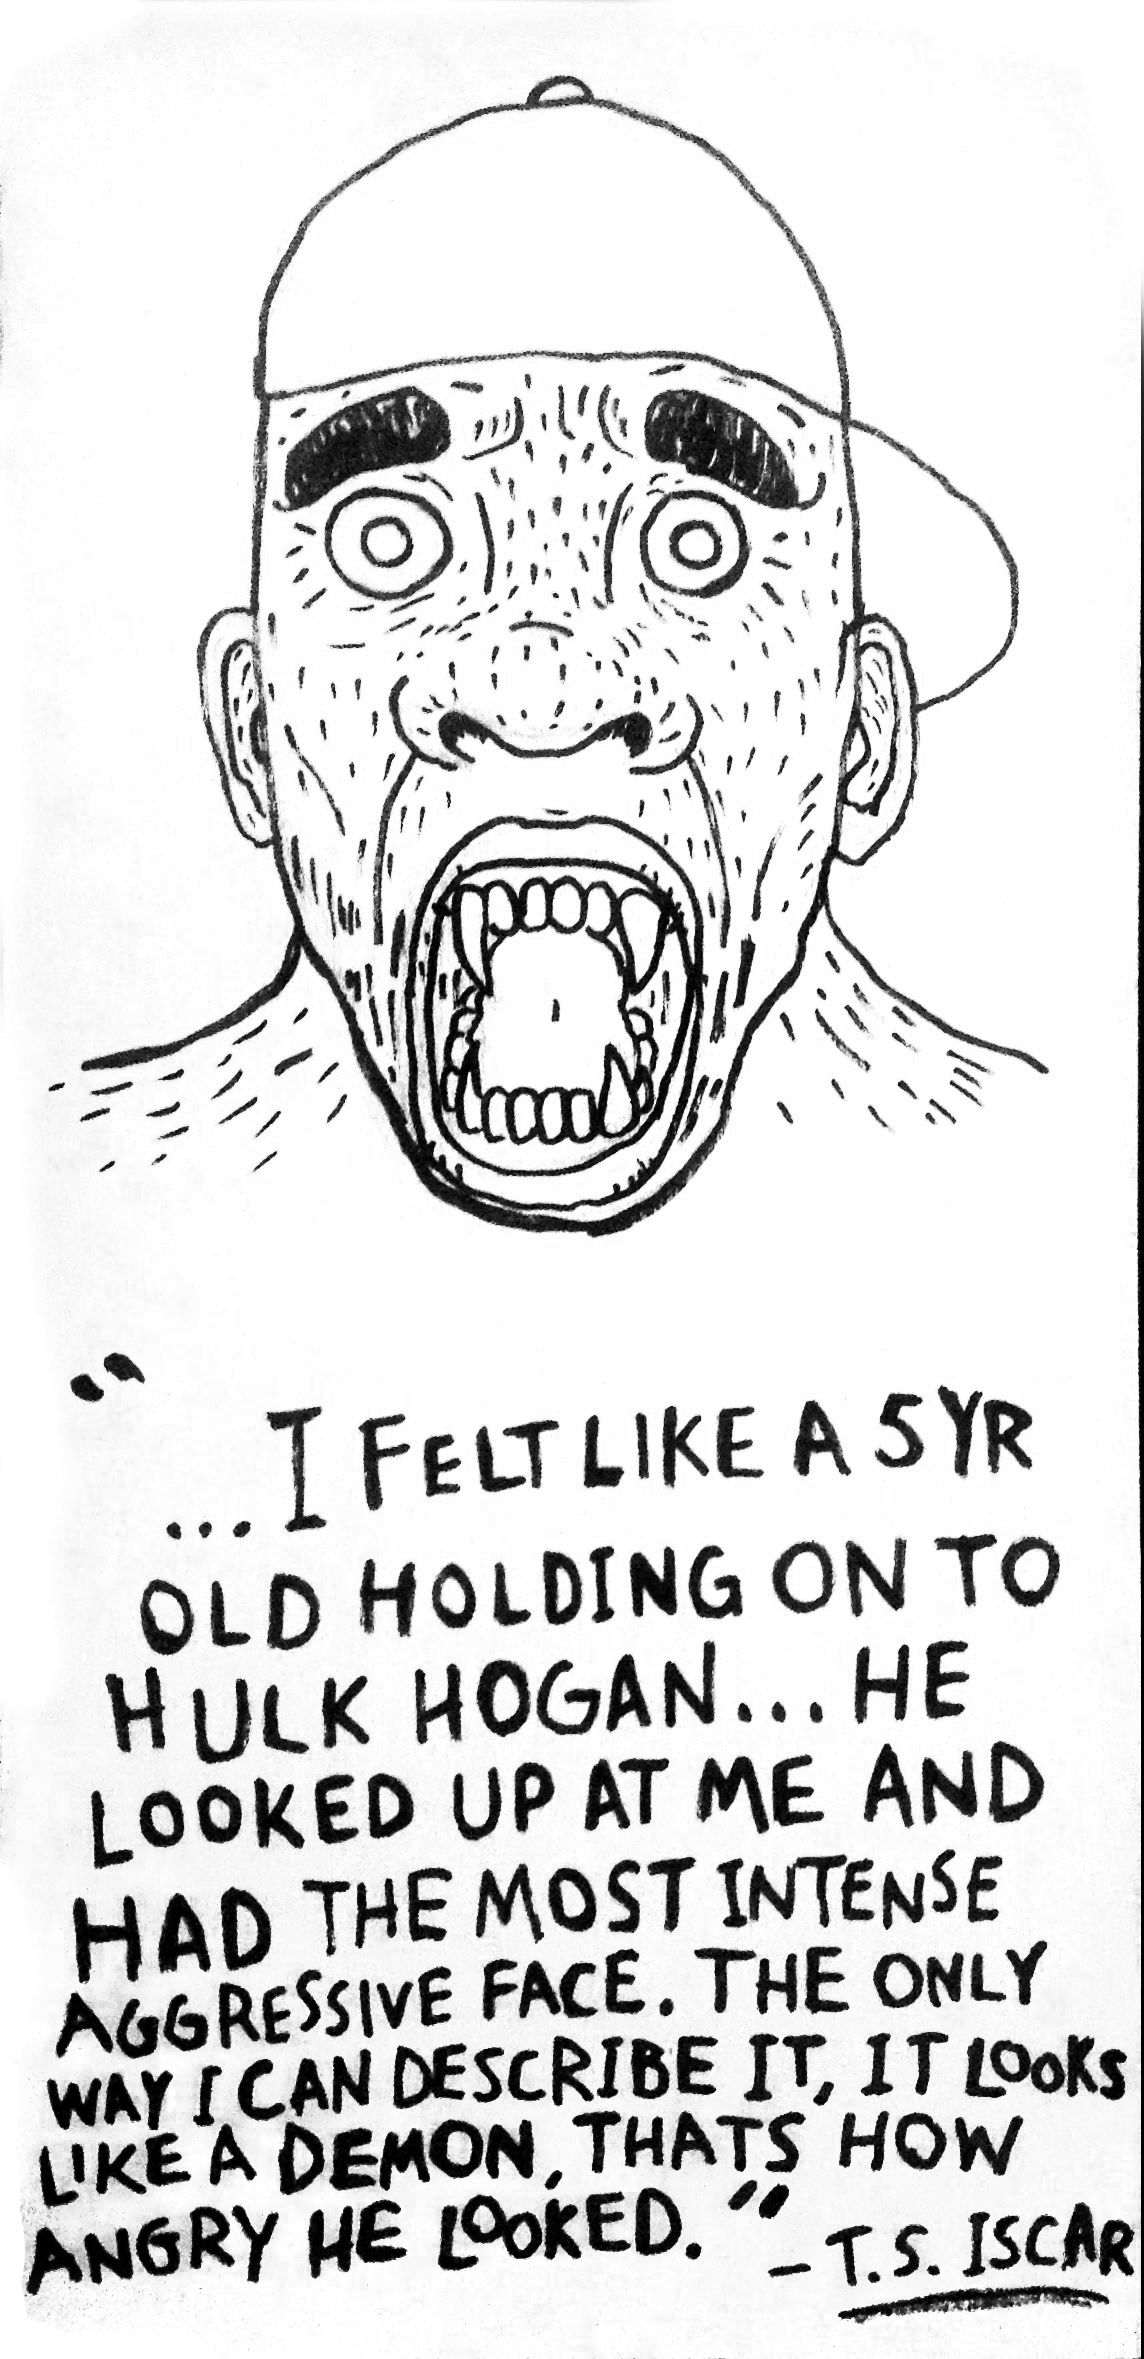 "
...I FELT LIKE A 5YR
OLD HOLDING ON TO
HULK HOGAN...HE
LOOKED UP AT ME AND
HAD THE MOST INTENSE
AGGRESSIVE FACE. THE ONLY
WAY I CAN DESCRIBE IT, IT LOOKS
LIKE A DEMON, THATS HOW
ANGRY HE LOOKED."
- T.S. ISCAR